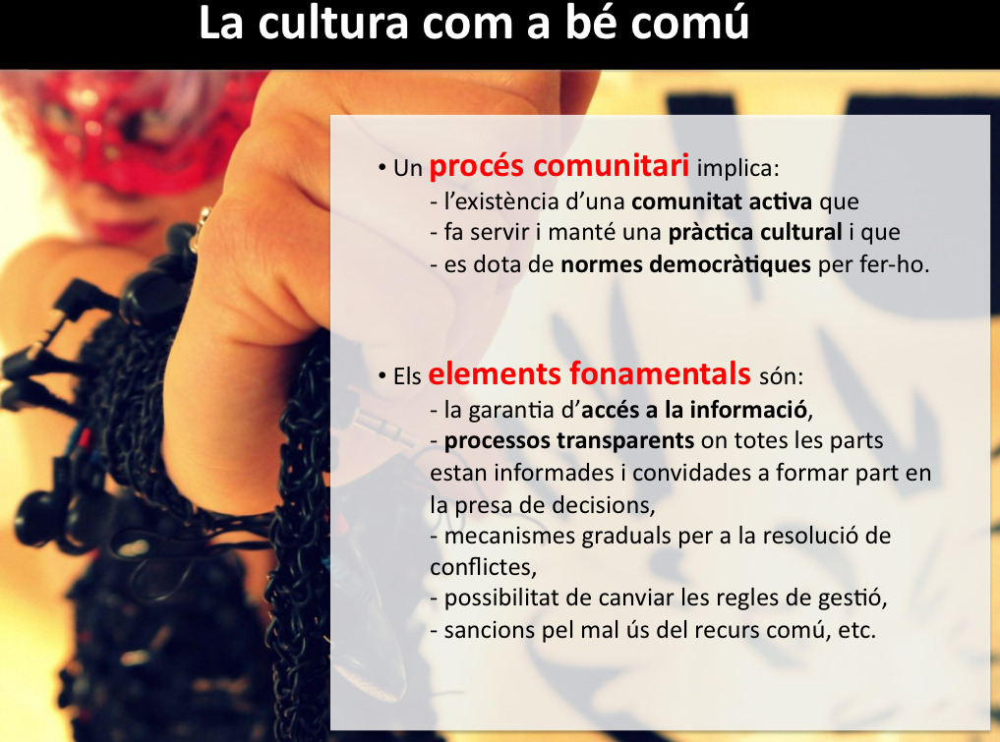 La cultura com a bé comú
• Un procés comunitari implica:
- l’existència d’una comunitat activa que
- fa servir i manté una pràctica cultural i que
- es dota de normes democràtiques per fer-ho.
• Els elements fonamentals són:
- la garantia d’accés a la informació,
- processos transparents on totes les parts
estan informades i convidades a formar part en
la presa de decisions,
- mecanismes graduals per a la resolució de
conflictes,
- possibilitat de canviar les regles de gestió,
- sancions pel mal ús del recurs comú, etc.